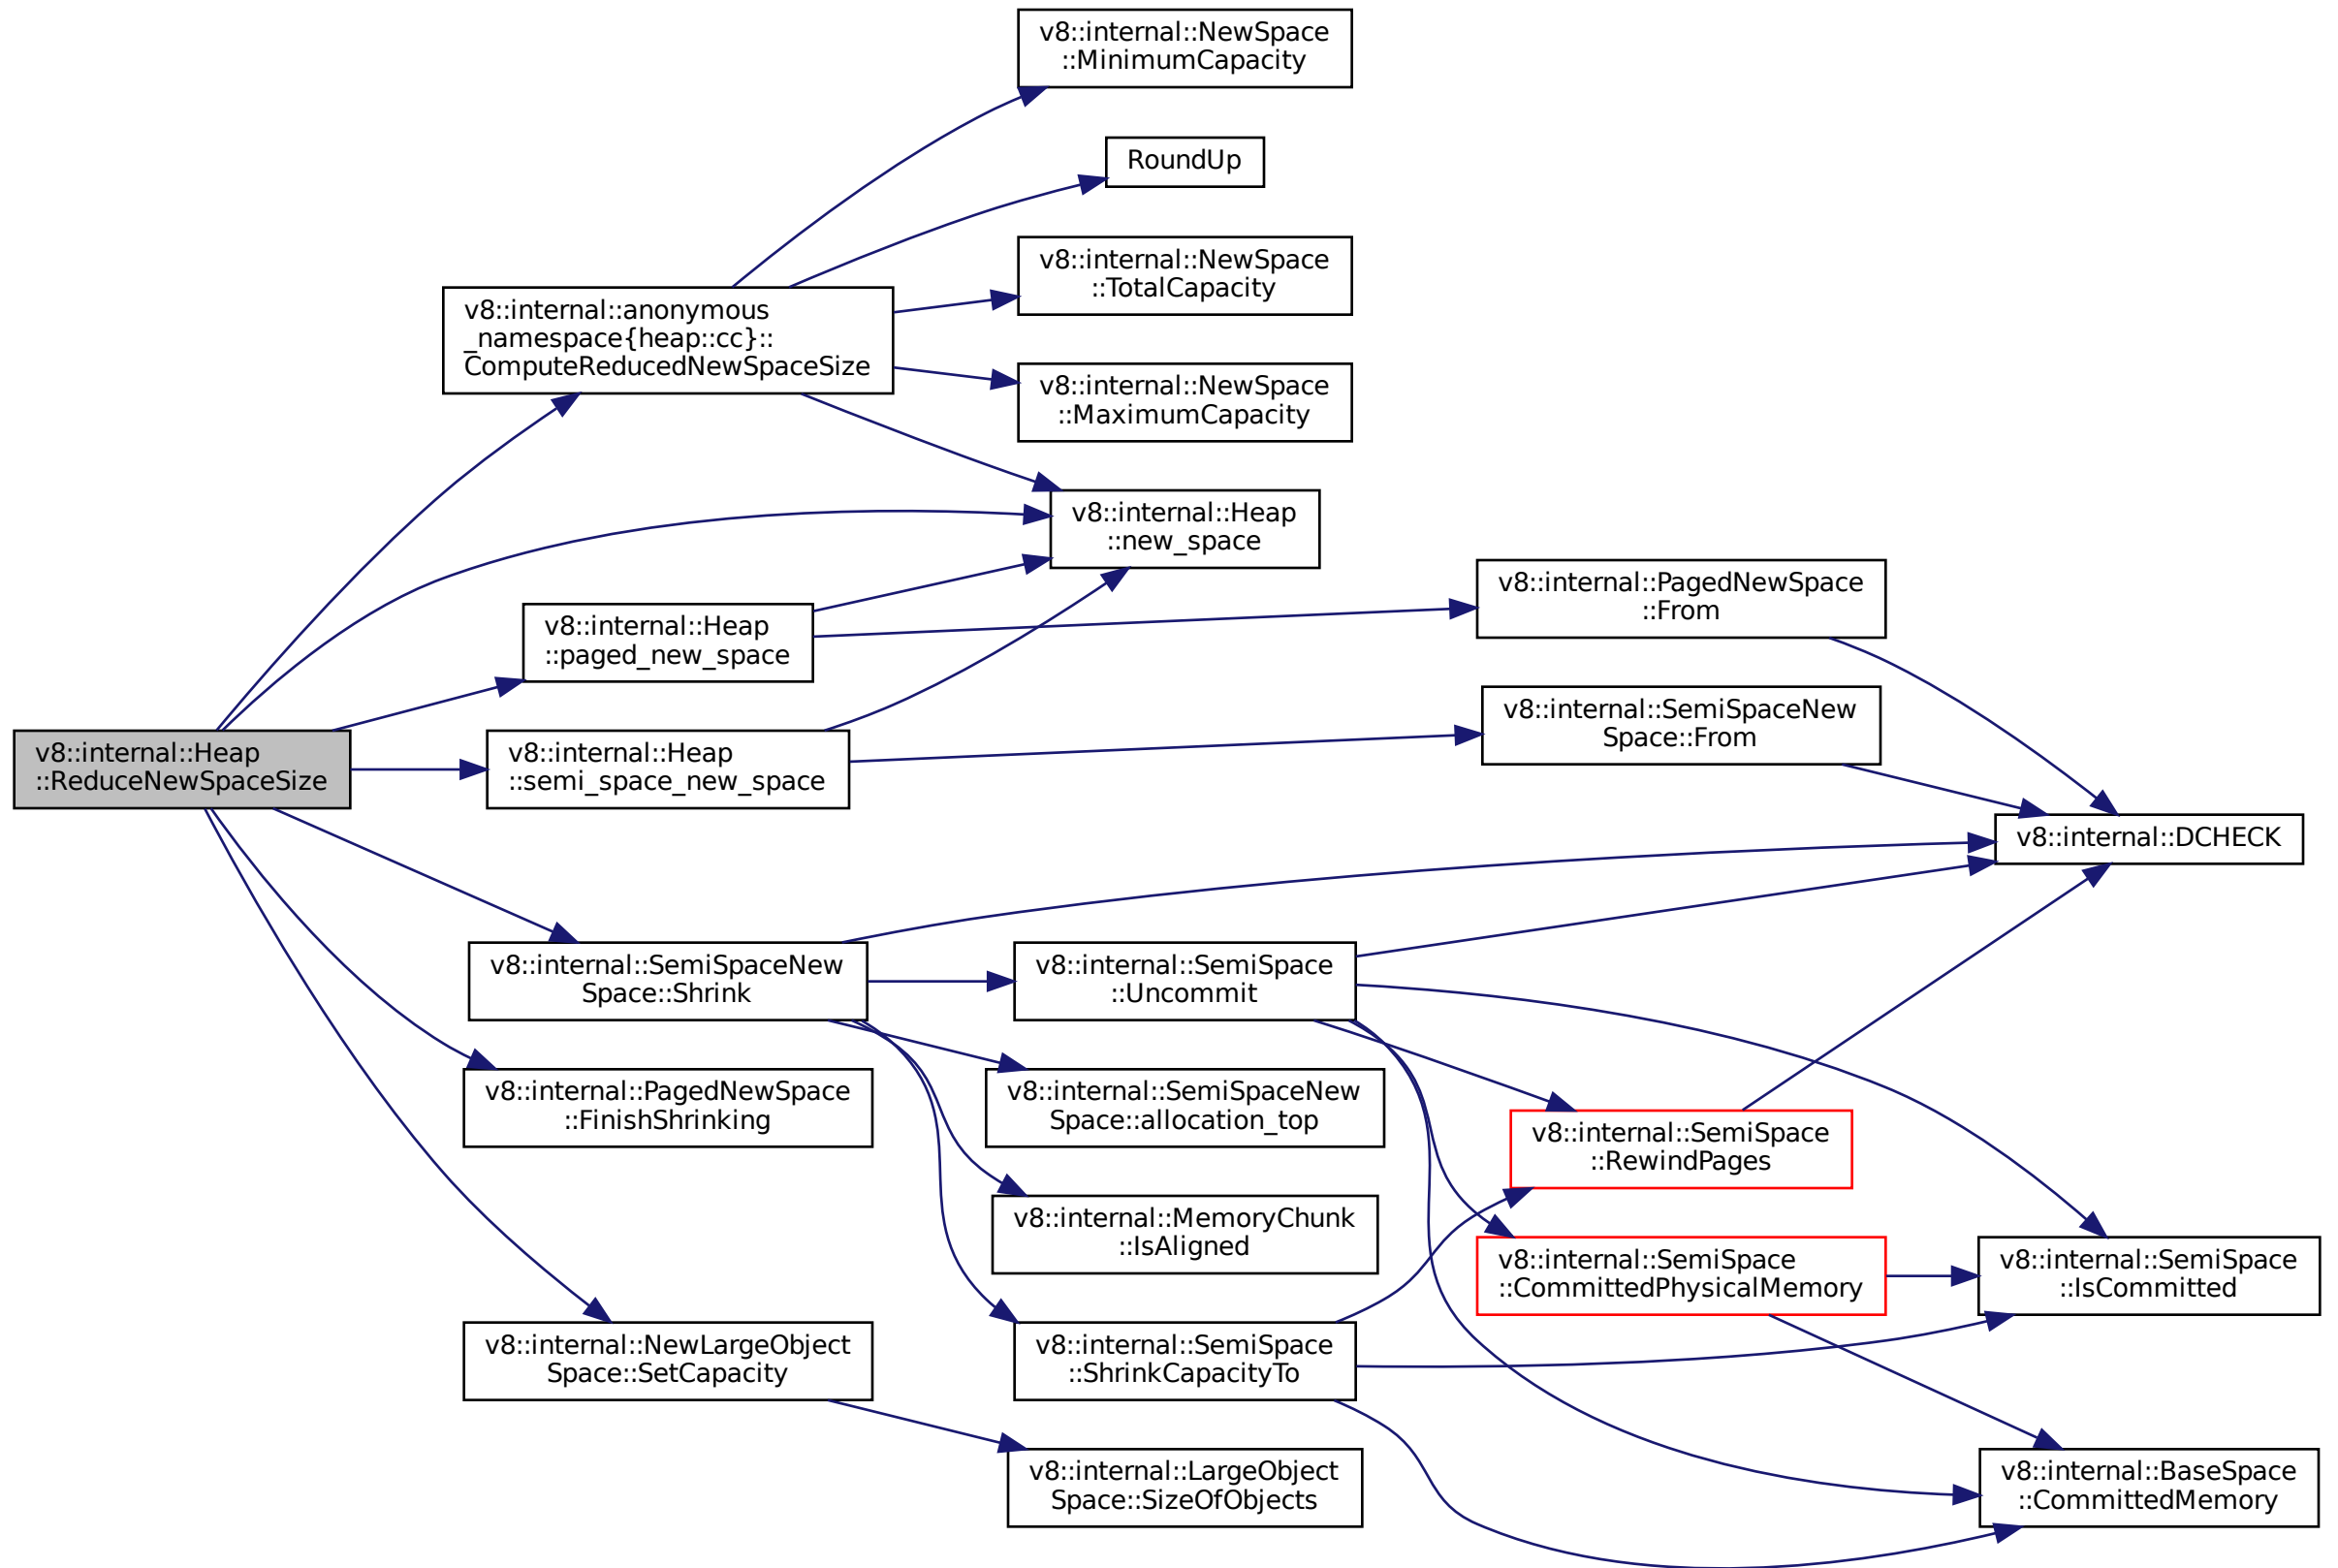 v8::internal::NewSpace
::MinimumCapacity
RoundUp
v8::internal::NewSpace
::TotalCapacity
v8::internal::anonymous
_namespace{heap::cc}::
ComputeReducedNewSpaceSize
v8::internal::NewSpace
::MaximumCapacity
v8::internal::Heap
::new_space
v8::internal::PagedNewSpace
::From
v8::internal::Heap
::paged_new_space
v8::internal::SemiSpaceNew
Space::From
v8::internal::Heap
::ReduceNewSpaceSize
v8::internal::Heap
::semi_space_new_space
v8::internal::DCHECK
v8::internal::SemiSpaceNew
Space::Shrink
v8::internal::SemiSpace
::Uncommit
v8::internal::PagedNewSpace
::FinishShrinking
v8::internal::SemiSpaceNew
Space::allocation_top
v8::internal::SemiSpace
::RewindPages
v8::internal::MemoryChunk
::IsAligned
v8::internal::SemiSpace
::CommittedPhysicalMemory
v8::internal::SemiSpace
::IsCommitted
v8::internal::NewLargeObject
Space::SetCapacity
v8::internal::SemiSpace
::ShrinkCapacityTo
v8::internal::LargeObject
Space::SizeOfObjects
v8::internal::BaseSpace
::CommittedMemory